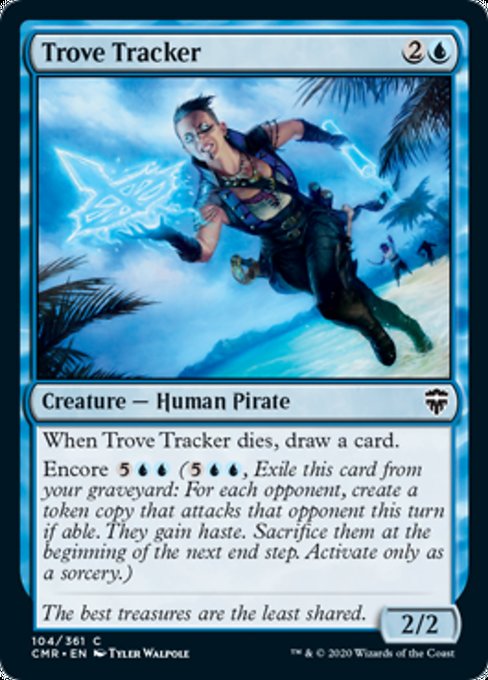 Trove Tracker 2
Creature — Human Pirate
When Trove Tracker dies, draw a card.
Encore 5 (5, Exile this card from
your graveyard: For each opponent, create a
token copy that attacks that opponent this turn
if able. They gain haste. Sacrifice them at the
beginning of the next end step. Activate only as
a sorcery.)
The best treasures are the least shared.
2/2
104/361 C
CMR • EN Tyler Walpole
™ & © 2020 Wizards of the Coast